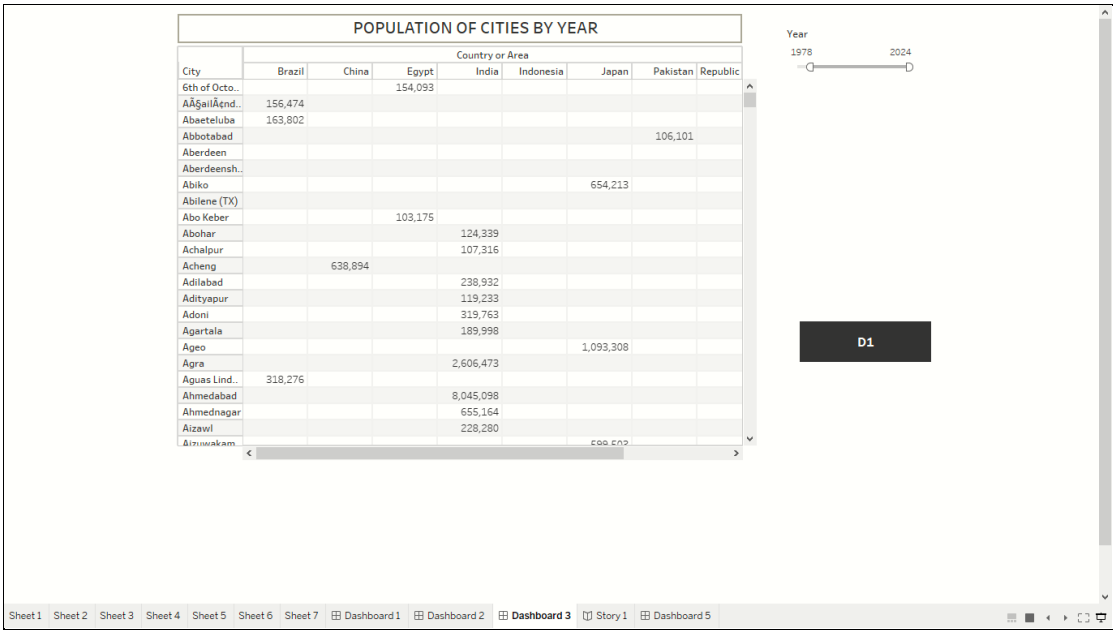 POPULATION OF CITIES BY YEAR
Year
1978 2024
Country or Area
City Brazil China Egypt India Indonesia Japan Pakistan Republic
6th of Octo.. 154,093
AÃ§ailÃ¢nd.. 156,474
Abaeteluba 163,802
Abbotabad 106,101
Aberdeen
Aberdeensh..
Abiko 654,213
Abilene (TX)
Abo Keber 103,175
Abohar 124,339
Achalpur 107,316
Acheng 638,894
Adilabad 238,932
Adityapur 119,233
Adoni 319,763
Agartala 189,998
Ageo 1,093,308
Agra 2,606,473
Aguas Lind.. 318,276
Ahmedabad 8,045,098
Ahmednagar 655,164
Aizawl 228,280
Aizuwakam 599,503
D1
Sheet 1 Sheet 2 Sheet 3 Sheet 4 Sheet 5 Sheet 6 Sheet 7 Dashboard 1 Dashboard 2 Dashboard 3 Story 1 Dashboard 5